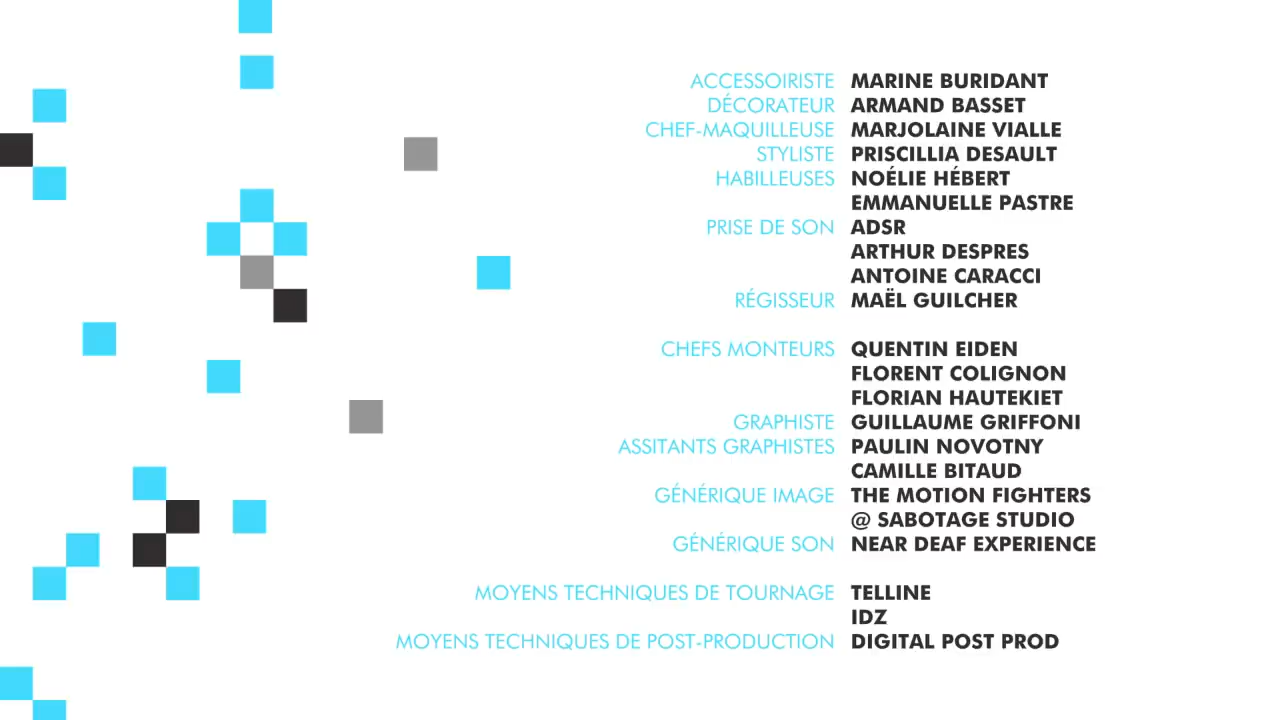 ACCESSOIRISTE MARINE BURIDANT
DÉCORATEUR ARMAND BASSET
CHEF-MAQUILLEUSE MARJOLAINE VIALLE
STYLISTE PRISCILLIA DESAULT
HABILLEUSES NOÉLIE HÉBERT
EMMANUELLE PASTRE
PRISE DE SON ADSR
ARTHUR DESPRES
ANTOINE CARACCI
RÉGISSEUR MAËL GUILCHER
CHEFS MONTEURS QUENTIN EIDEN
FLORENT COLIGNON
FLORIAN HAUTEKIET
GRAPHISTE GUILLAUME GRIFFONI
ASSITANTS GRAPHISTES PAULIN NOVOTNY
CAMILLE BITAUD
GÉNÉRIQUE IMAGE THE MOTION FIGHTERS
@ SABOTAGE STUDIO
GÉNÉRIQUE SON NEAR DEAF EXPERIENCE
MOYENS TECHNIQUES DE TOURNAGE TELLINE
IDZ
MOYENS TECHNIQUES DE POST-PRODUCTION DIGITAL POST PROD